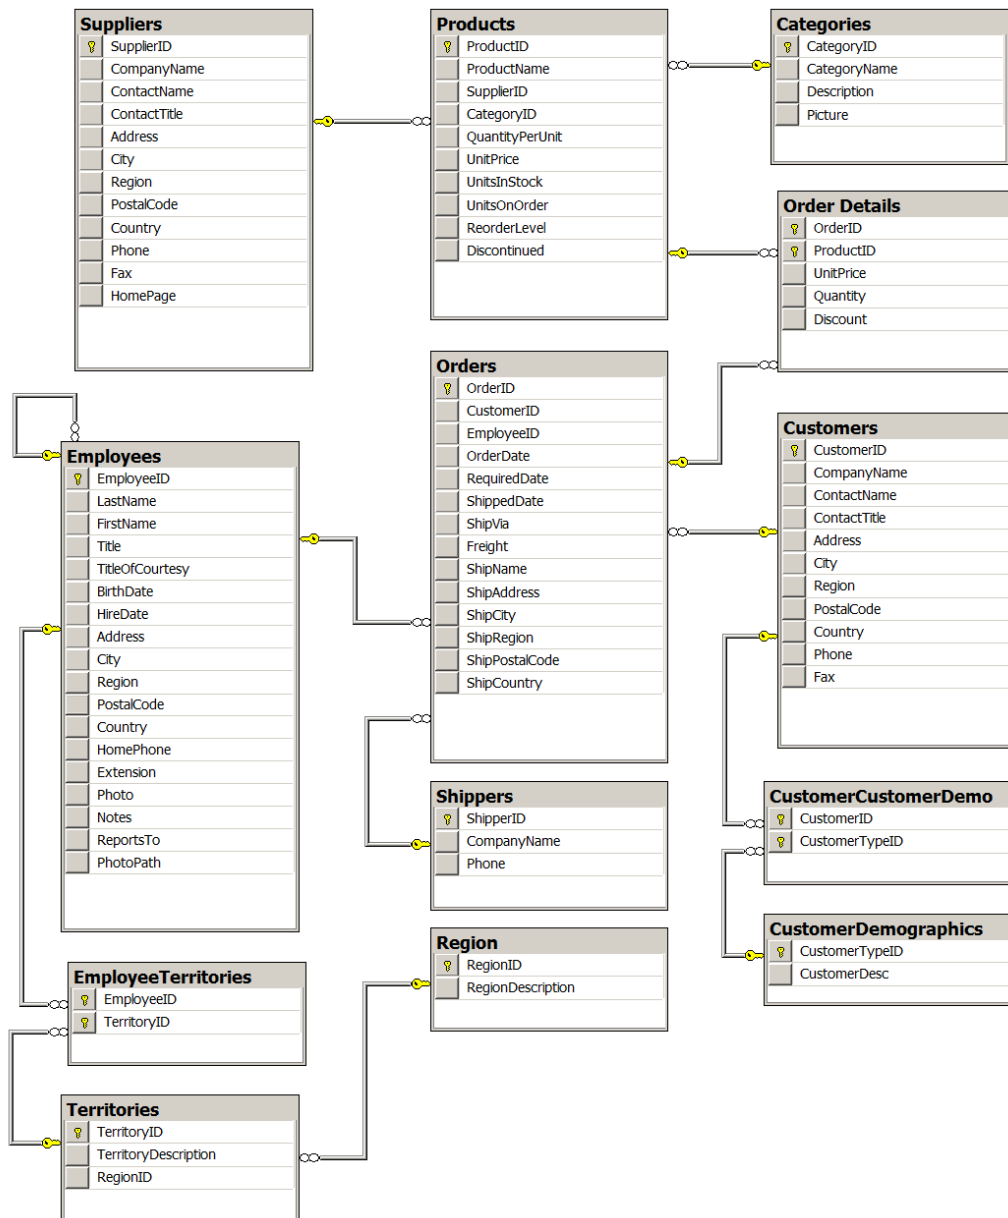 Suppliers
SupplierID
CompanyName
ContactName
ContactTitle
Address
City
Region
PostalCode
Country
Phone
Fax
HomePage
Products
ProductID
ProductName
SupplierID
CategoryID
QuantityPerUnit
UnitPrice
UnitsInStock
UnitsOnOrder
ReorderLevel
Discontinued
Categories
CategoryID
CategoryName
Description
Picture
Order Details
OrderID
ProductID
UnitPrice
Quantity
Discount
Employees
EmployeeID
LastName
FirstName
Title
TitleOfCourtesy
BirthDate
HireDate
Address
City
Region
PostalCode
Country
HomePhone
Extension
Photo
Notes
ReportsTo
PhotoPath
Orders
OrderID
CustomerID
EmployeeID
OrderDate
RequiredDate
ShippedDate
ShipVia
Freight
ShipName
ShipAddress
ShipCity
ShipRegion
ShipPostalCode
ShipCountry
Customers
CustomerID
CompanyName
ContactName
ContactTitle
Address
City
Region
PostalCode
Country
Phone
Fax
Shippers
ShipperID
CompanyName
Phone
CustomerCustomerDemo
CustomerID
CustomerTypeID
CustomerDemographics
CustomerTypeID
CustomerDesc
Region
RegionID
RegionDescription
EmployeeTerritories
EmployeeID
TerritoryID
Territories
TerritoryID
TerritoryDescription
RegionID